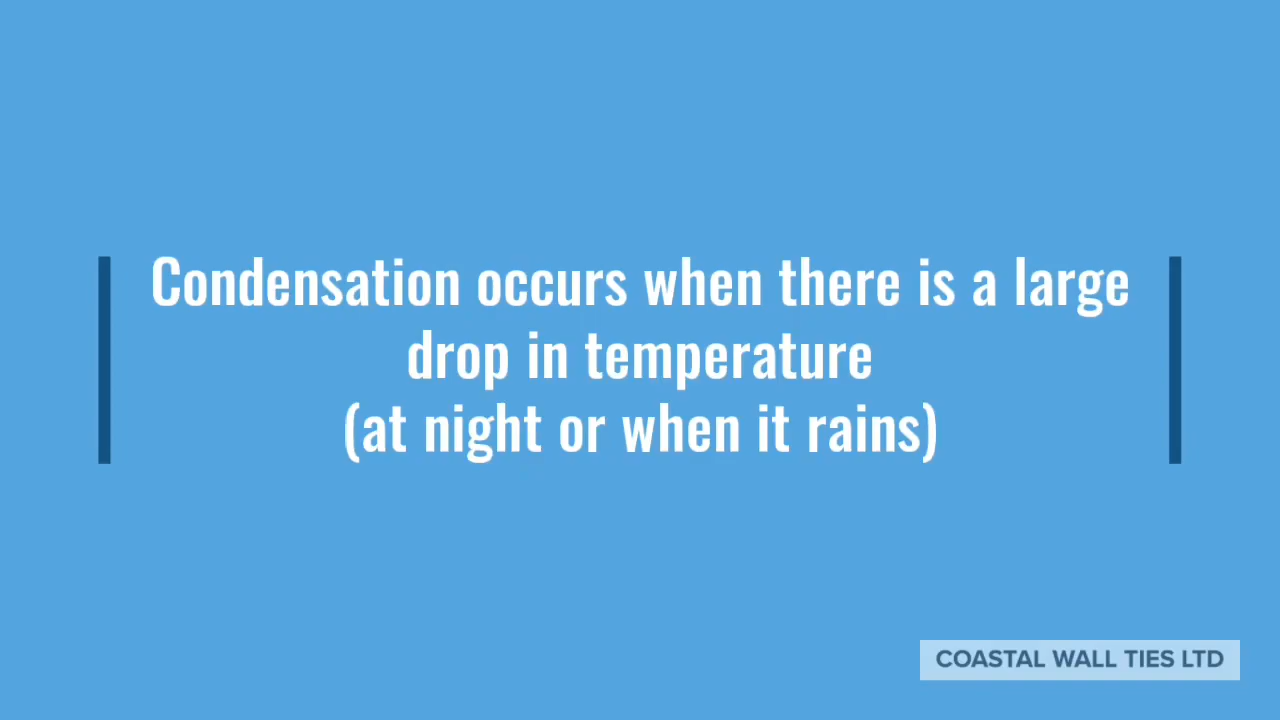 Condensation occurs when there is a large
drop in temperature
(at night or when it rains)
COASTAL WALL TIES LTD